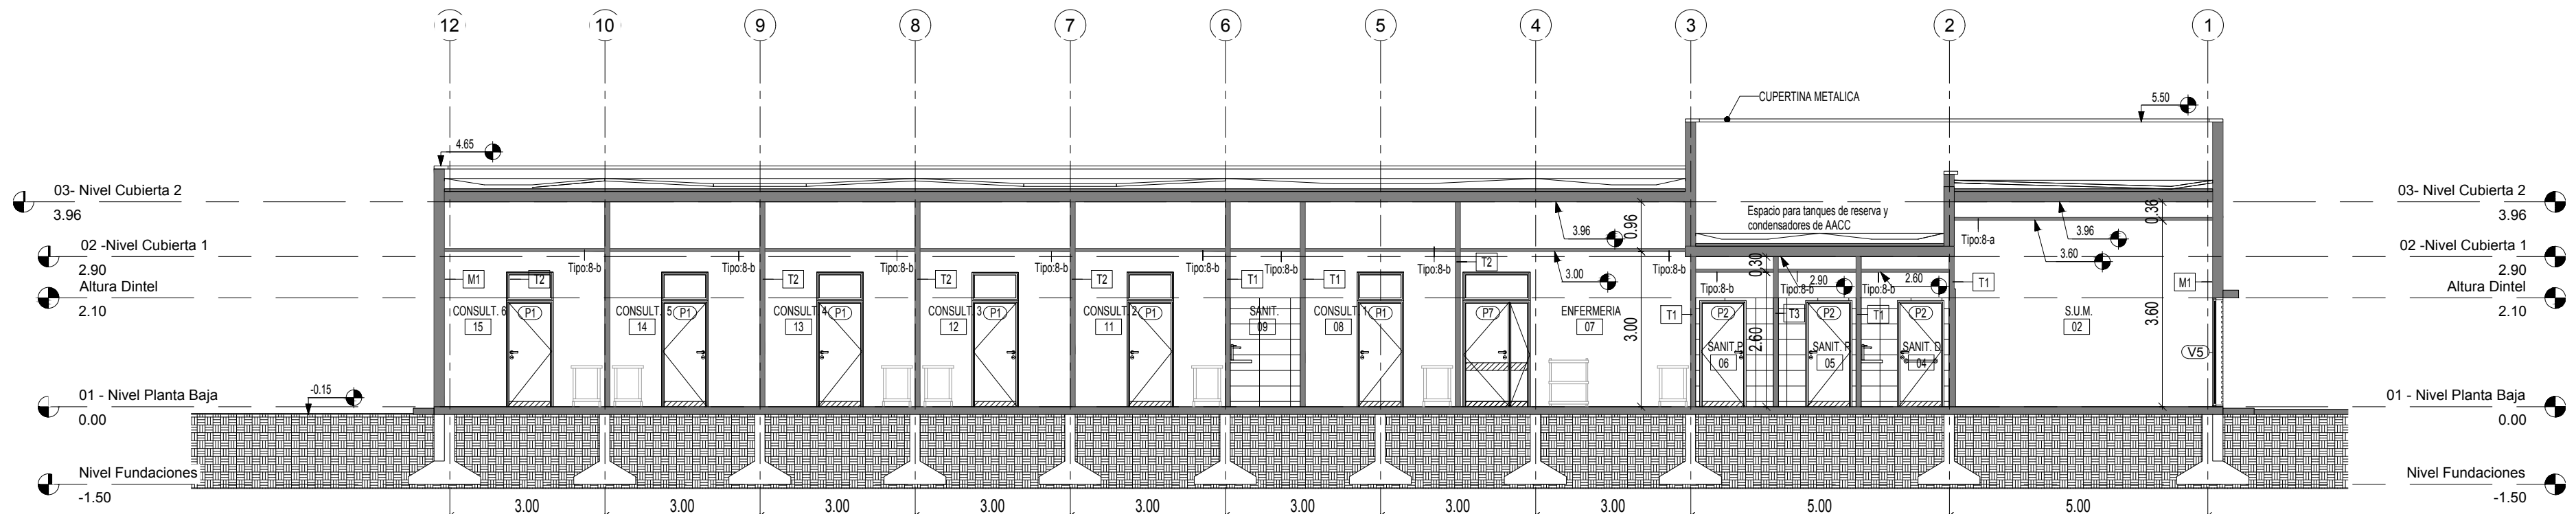 12 10 9 8 7 6 5 4 3 2 1
CUPERTINA METALICA
5.50
4.65
03- Nivel Cubierta 2
3.96
03- Nivel Cubierta 2
3.96
Espacio para tanques de reserva y
condensadores de AACC
3.96
0.96
3.96
0.36
Tipo:8-a
3.60
02 -Nivel Cubierta 1
2.90
02 -Nivel Cubierta 1
2.90
Tipo:8-b Tipo:8-b Tipo:8-b Tipo:8-b Tipo:8-b Tipo:8-b Tipo:8-b Tipo:8-b Tipo:8-b
M1 T2 T2 T2 T2 T1 T1 T2
3.00
0.30
2.90
2.60
T1
M1
Tipo:8-b Tipo:8-b Tipo:8-b
Altura Dintel
2.10
Altura Dintel
2.10
CONSULT. 6
15
P1
CONSULT. 5
14
P1
CONSULT. 4
13
P1
CONSULT. 3
12
P1
CONSULT. 2
11
P1
SANIT.
09
CONSULT. 1
08
P1
P7
ENFERMERIA
07
3.00
T1
P2
SANIT.P
06
2.60
T3
P2
SANIT. P
05
T1
P2
SANIT. D
04
S.U.M.
02
3.60
V5
-0.15
01 - Nivel Planta Baja
0.00
01 - Nivel Planta Baja
0.00
Nivel Fundaciones
-1.50
Nivel Fundaciones
-1.50
3.00 3.00 3.00 3.00 3.00 3.00 3.00 3.00 5.00 5.00